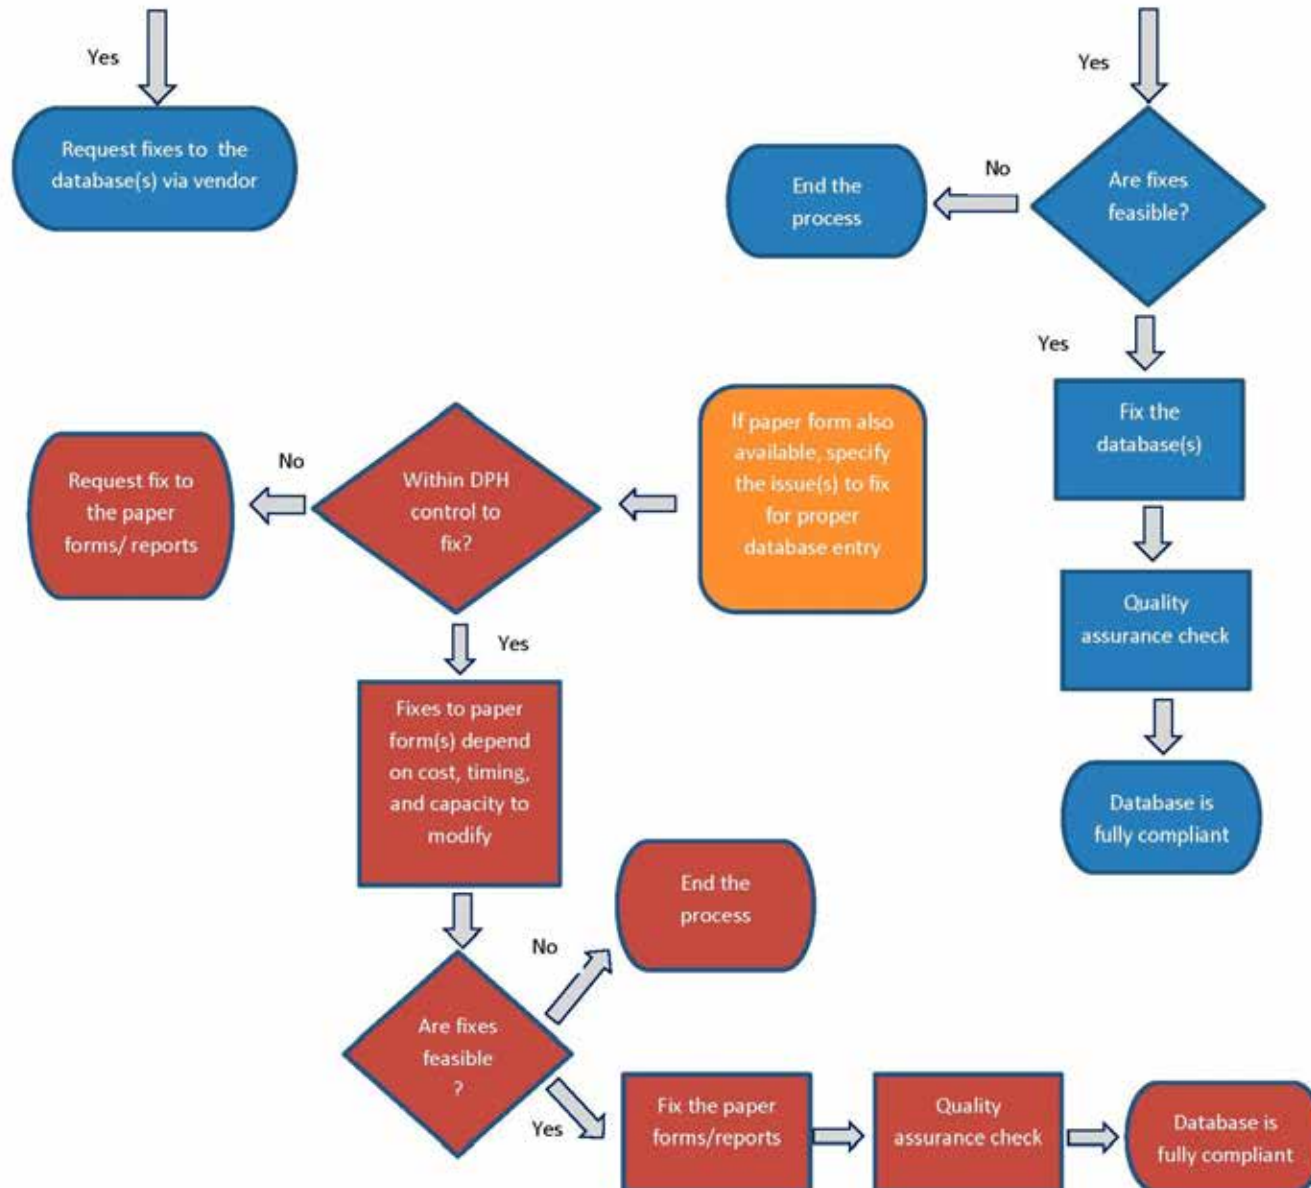 Yes
Request fixes to the
database(s) via vendor
Yes
Are fixes
feasible?
No
End the
process
Yes
Fix the
database(s)
Quality
assurance check
Database is
fully compliant
If paper form also
available, specify
the issue(s) to fix
for proper
database entry
Within DPH
control to
fix?
No
Request fix to
the paper
forms/ reports
Yes
Fixes to paper
form(s) depend
on cost, timing,
and capacity to
modify
Are fixes
feasible
?
No
End the
process
Yes
Fix the paper
forms/reports
Quality
assurance check
Database is
fully compliant